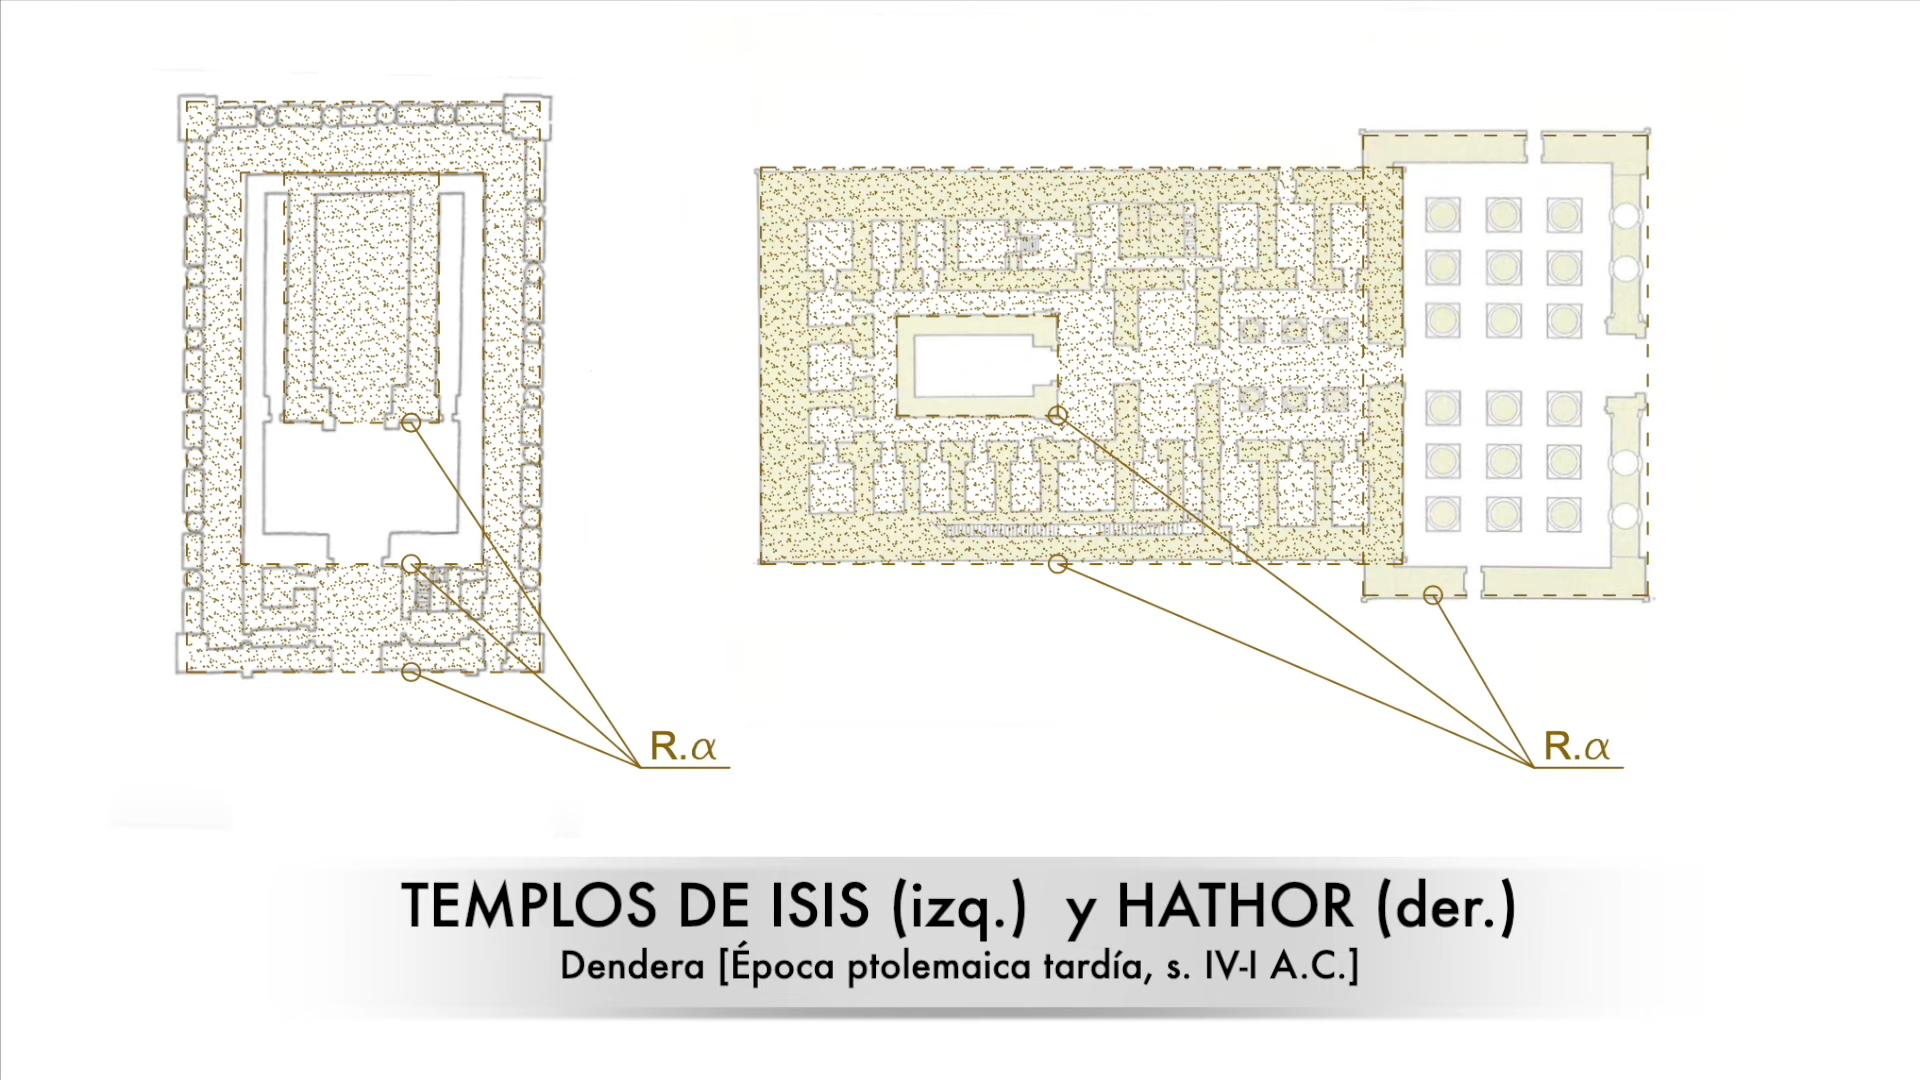 R.α
R.α
TEMPLOS DE ISIS (izq.) y HATHOR (der.)
Dendera [Época ptolemaica tardía, s. IV-I A.C.]